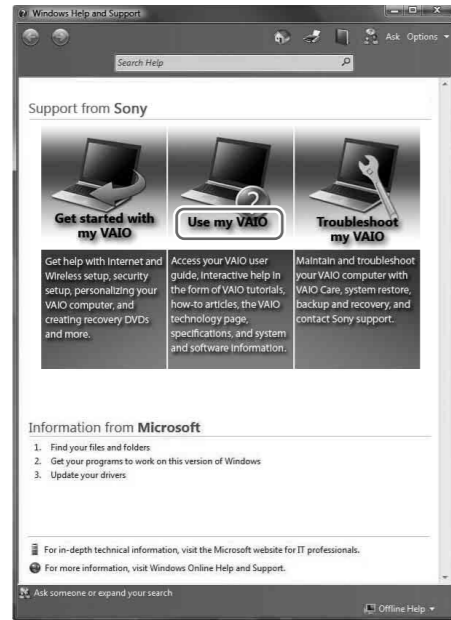 Windows Help and Support
Ask Options
Search Help
Support from Sony
Get started with
my VAIO
Get help with Internet and
Wireless setup, security
setup, personalizing your
VAIO computer, and
creating recovery DVDs
and more.
2
Use my VAIO
Access your VAIO user
guide, Interactive help in
the form of VAIO tutorials,
how-to articles, the VAIO
technology page,
specifications, and system
and software information.
Troubleshoot
my VAIO
Maintain and troubleshoot
your VAIO computer with
VAIO Care, system restore,
backup and recovery, and
contact Sony support.
Information from Microsoft
1. Find your files and folders
2. Get your programs to work on this version of Windows
3. Update your drivers
For in-depth technical information, visit the Microsoft website for IT professionals.
For more information, visit Windows Online Help and Support.
Ask someone or expand your search
Offline Help